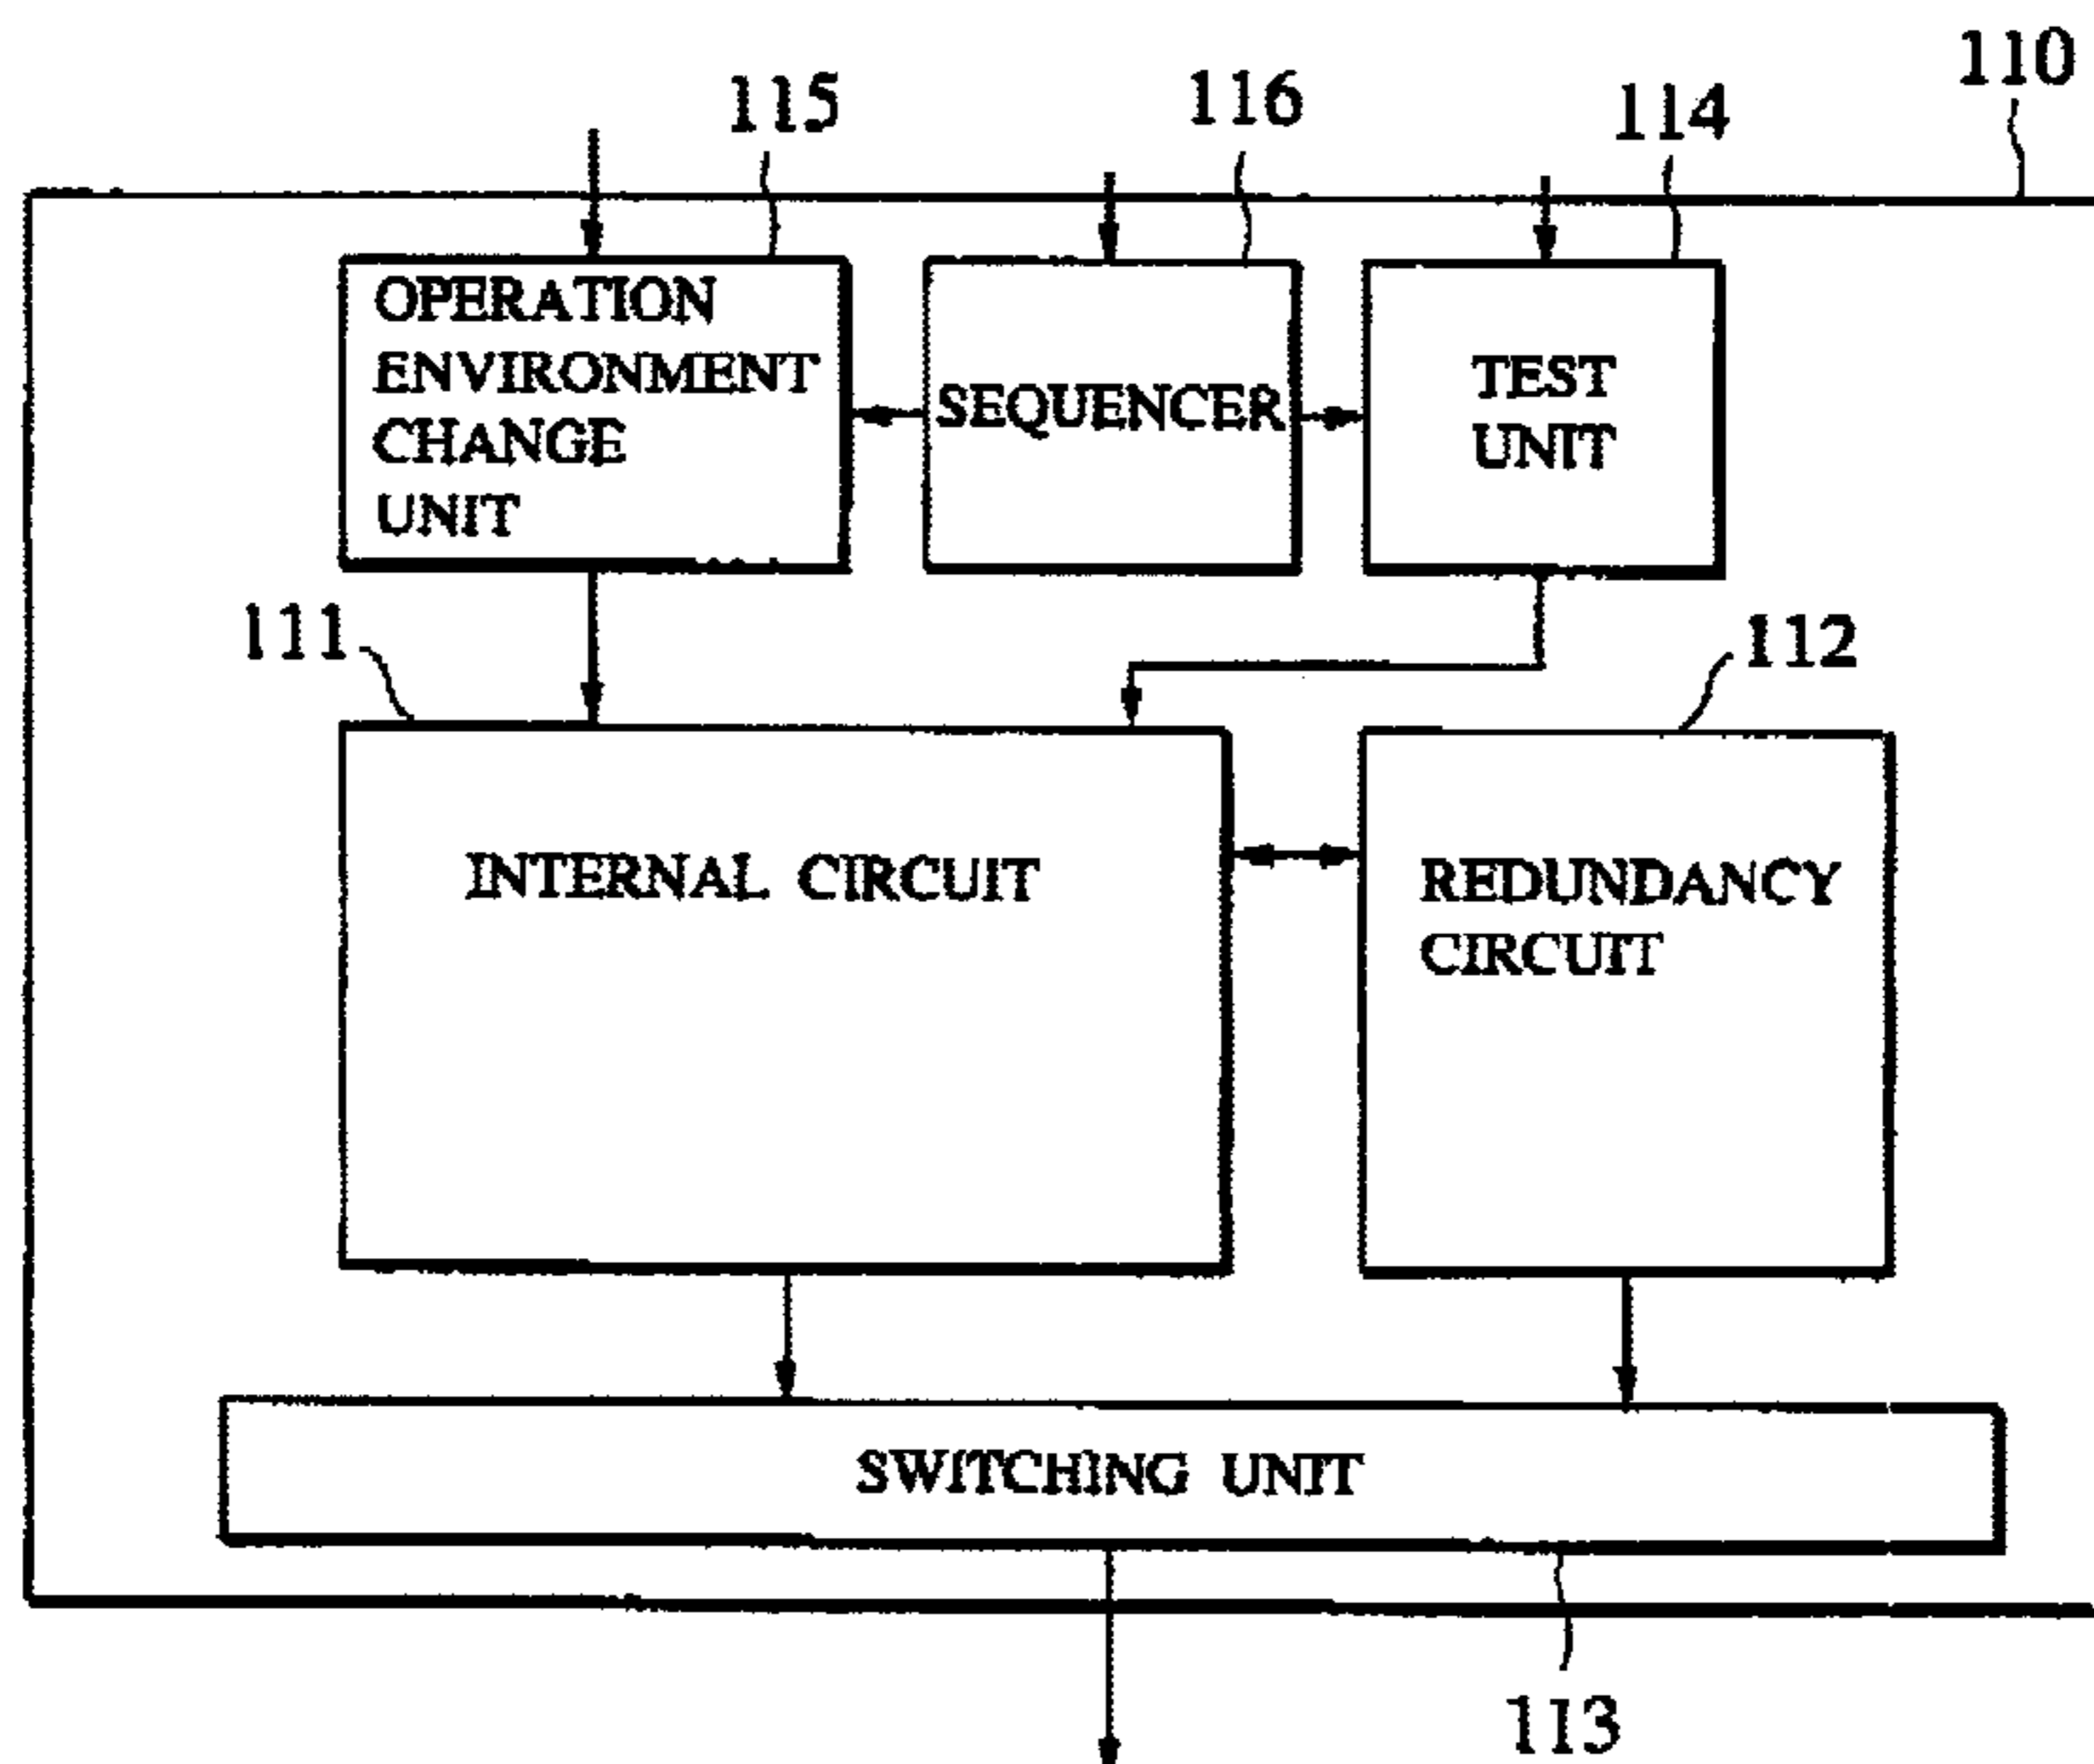 110
115
116
114
OPERATION
ENVIRONMENT
CHANGE
UNIT
SEQUENCER
TEST
UNIT
111
112
INTERNAL CIRCUIT
REDUNDANCY
CIRCUIT
SWITCHING UNIT
113